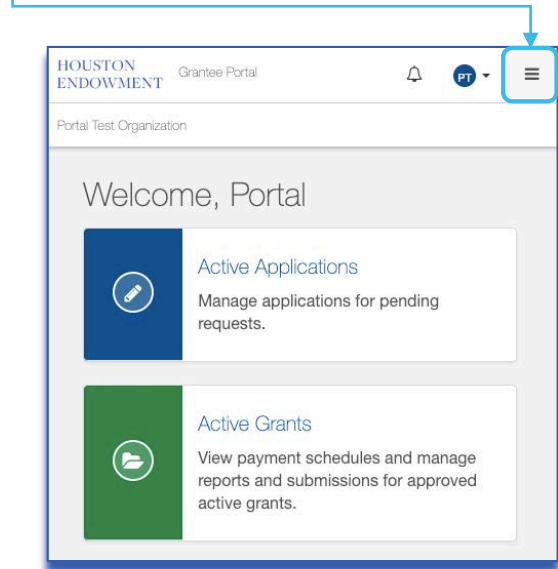 HOUSTON
ENDOWMENT
Grantee Portal
PT
Portal Test Organization
Welcome, Portal
Active Applications
Manage applications for pending
requests.
Active Grants
View payment schedules and manage
reports and submissions for approved
active grants.